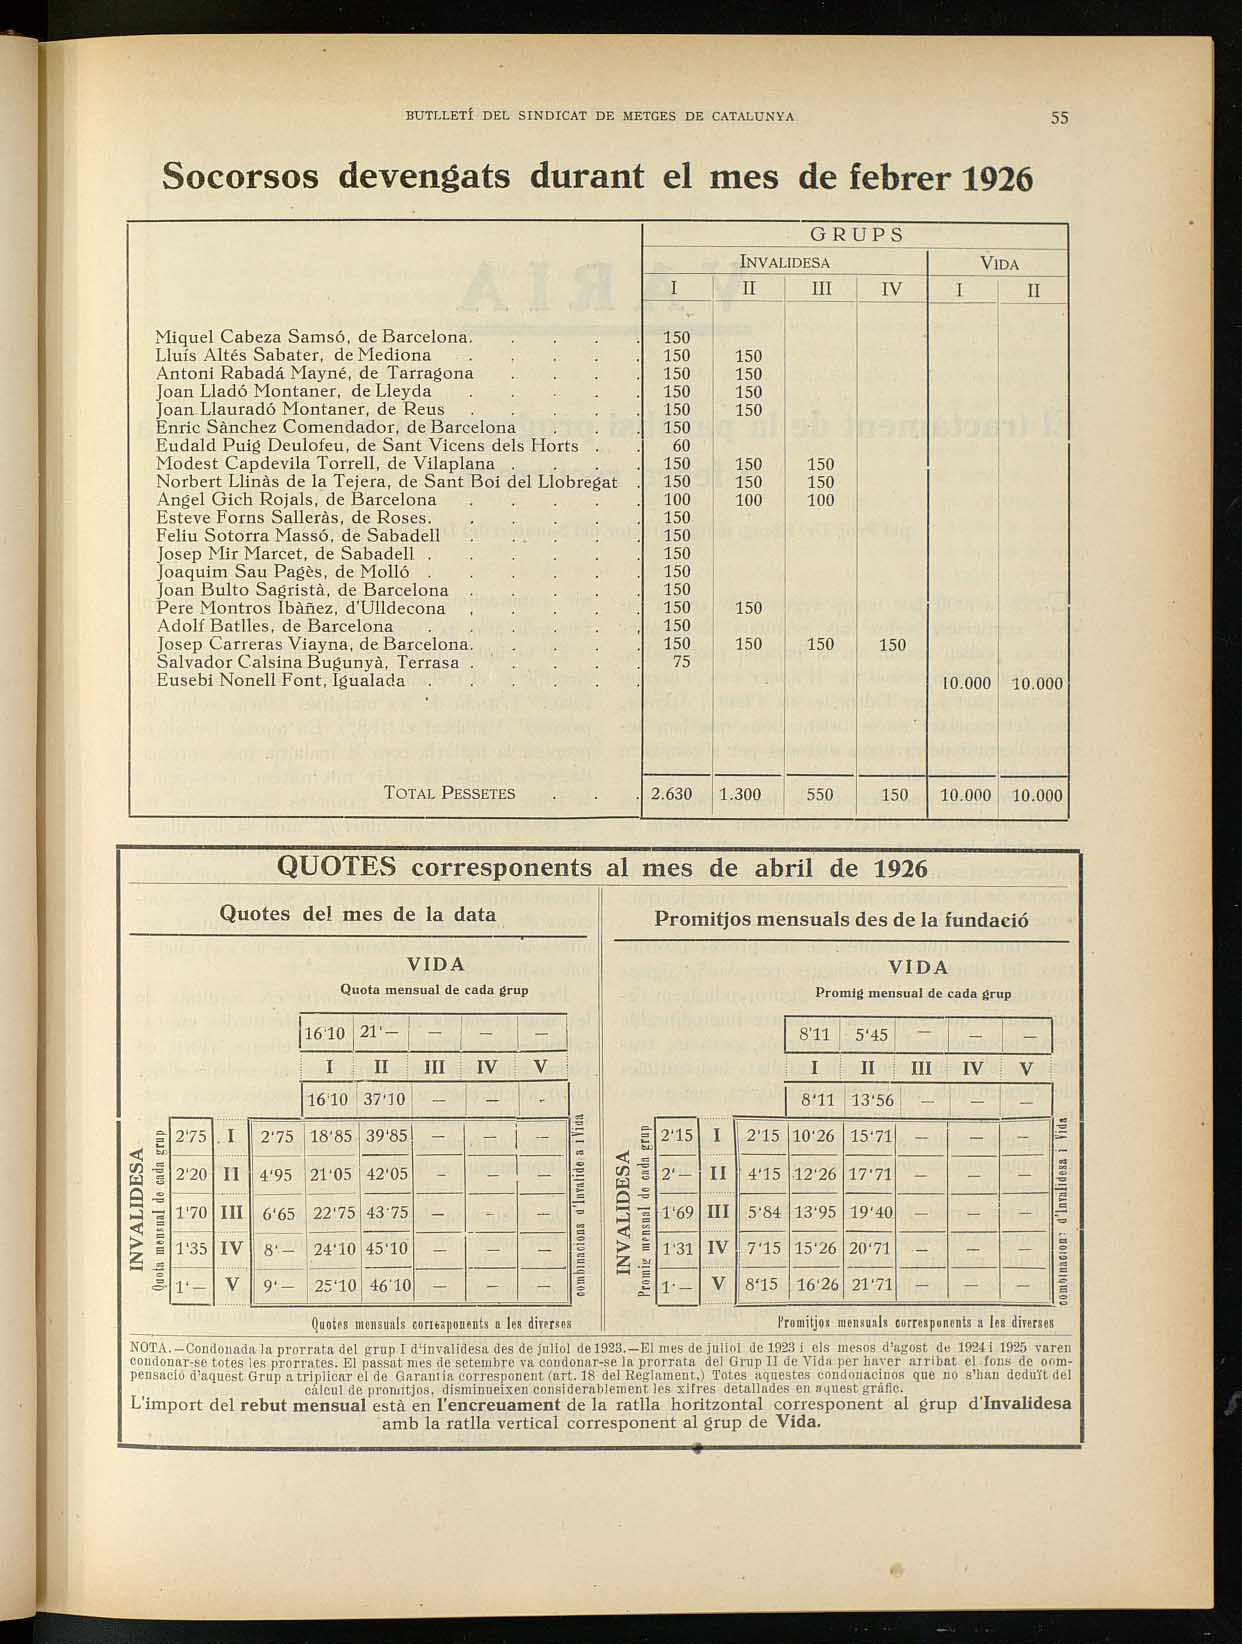 BUTLLETÍ DEL SINDICAT DE METGES DE CATALUNYA 55
Socorsos devengats durant el mes de febrer 1926
GRUPS
INVALIDESA VIDA
I II III IV I II
Miquel Cabeza Samsó, de Barcelona. 150
Lluís Altés Sabater, de Mediona 150 150
Antoni Rabadá Mayné, de Tarragona 150 150
Joan Lladó Montaner, de Lleyda 150 150
Joan Llauradó Montaner, de Reus 150 150
Enric Sànchez Comendador, de Barcelona 150
Eudald Puig Deulofeu, de Sant Vicens dels Horts 60
Modest Capdevila Torrell, de Vilaplana 150 150 150
Norbert Llinàs de la Tejera, de Sant Boi del Llobregat 150 150 150
Angel Gich Rojals, de Barcelona 100 100 100
Esteve Forns Salleràs, de Roses. 150
Feliu Sotorra Massó, de Sabadell 150
Josep Mir Marcet, de Sabadell 150
Joaquim Sau Pagès, de Molló 150
Joan Bulto Sagristà, de Barcelona 150
Pere Montros Ibàñez, d'Ulldecona 150 150
Adolf Batlles, de Barcelona 150
Josep Carreras Viayna, de Barcelona. 150 150 150 150
Salvador Calsina Bugunyà, Terrasa 75
Eusebi Nonell Font, Igualada 10.000 10.000
TOTAL PESSETES 2.630 1.300 550 150 10.000 10.000
QUOTES corresponents al mes de abril de 1926
Quotes del mes de la data
VIDA
Quota mensual de cada grup
16'10 21'— — — —
I II III IV V
16'10 37'10 — — -
INVALIDESA
Quota mensual de cada grup
2'75 I 2'75 18'85 39'85 — — —
2'20 II 4'95 21'05 42'05 — — —
1'70 III 6'65 22'75 43'75 — — —
1'35 IV 8'— 24'10 45'10 — — —
1'— V 9'— 25'10 46'10 — — —
combinacions d'Invalidesa i Vida
Quotes mensuals corresponents a les diverses
Promitjos mensuals des de la fundació
VIDA
Promig mensual de cada grup
8'11 5'45 — — —
I II III IV V
8'11 13'56 — — —
INVALIDESA
Promig mensual de cada grup
2'15 I 2'15 10'26 15'71 — — —
2'— II 4'15 12'26 17'71 — — —
1'69 III 5'84 13'95 19'40 — — —
1'31 IV 7'15 15'26 20'71 — — —
1'— V 8'15 16'26 21'71 — — —
combinacions d'Invalidesa i Vida
Promitjos mensuals corresponents a les diverses
NOTA.—Condonada la prorrata del grup I d'invalidesa des de juliol de 1923.—El mes de juliol de 1923 i els mesos d'agost de 1924 i 1925 varen
condonar-se totes les prorrates. El passat mes de setembre va condonar-se la prorrata del Grup II de Vida per haver arribat el fons de com-
pensació d'aquest Grup a triplicar el de Garantía corresponent (art. 18 del Reglament.) Totes aquestes condonacinos que no s'han deduït del
càlcul de promitjos, disminueixen considerablement les xifres detallades en aquest gràfic.
L'import del rebut mensual està en l'encreuament de la ratlla horitzontal corresponent al grup d'Invalidesa
amb la ratlla vertical corresponent al grup de Vida.